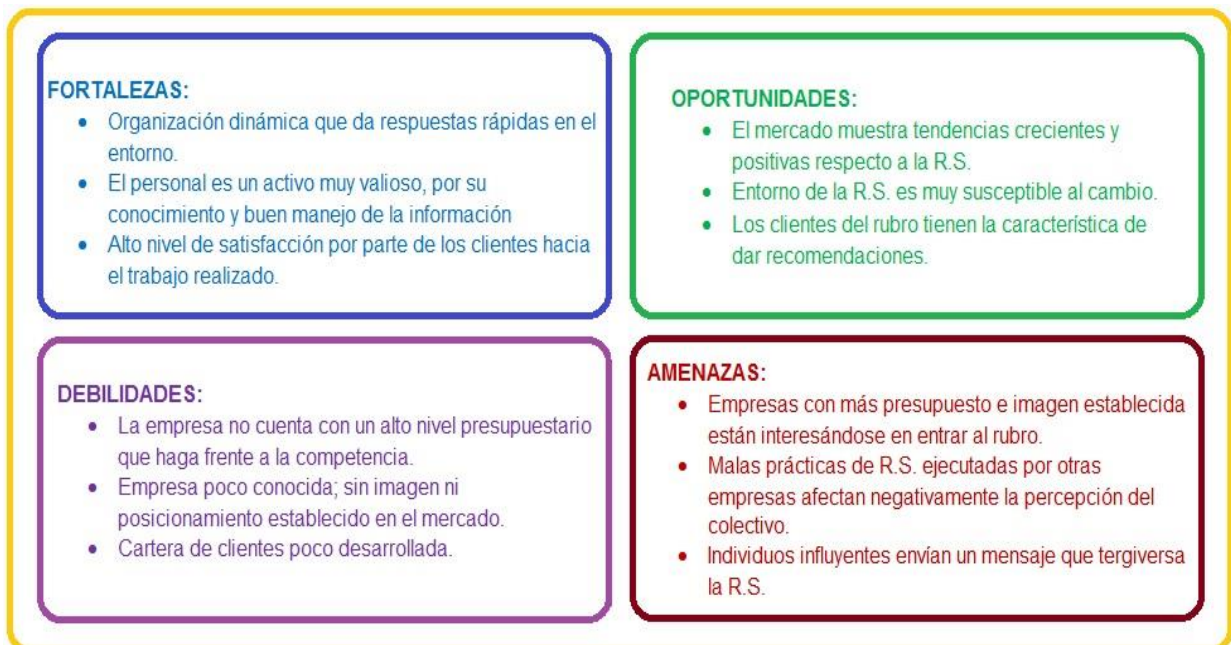 FORTALEZAS:
• Organización dinámica que da respuestas rápidas en el
entorno.
• El personal es un activo muy valioso, por su
conocimiento y buen manejo de la información
• Alto nivel de satisfacción por parte de los clientes hacia
el trabajo realizado.
OPORTUNIDADES:
• El mercado muestra tendencias crecientes y
positivas respecto a la R.S.
• Entorno de la R.S. es muy susceptible al cambio.
• Los clientes del rubro tienen la característica de
dar recomendaciones.
DEBILIDADES:
• La empresa no cuenta con un alto nivel presupuestario
que haga frente a la competencia.
• Empresa poco conocida; sin imagen ni
posicionamiento establecido en el mercado.
• Cartera de clientes poco desarrollada.
AMENAZAS:
• Empresas con más presupuesto e imagen establecida
están interesándose en entrar al rubro.
• Malas prácticas de R.S. ejecutadas por otras
empresas afectan negativamente la percepción del
colectivo.
• Individuos influyentes envían un mensaje que tergiversa
la R.S.